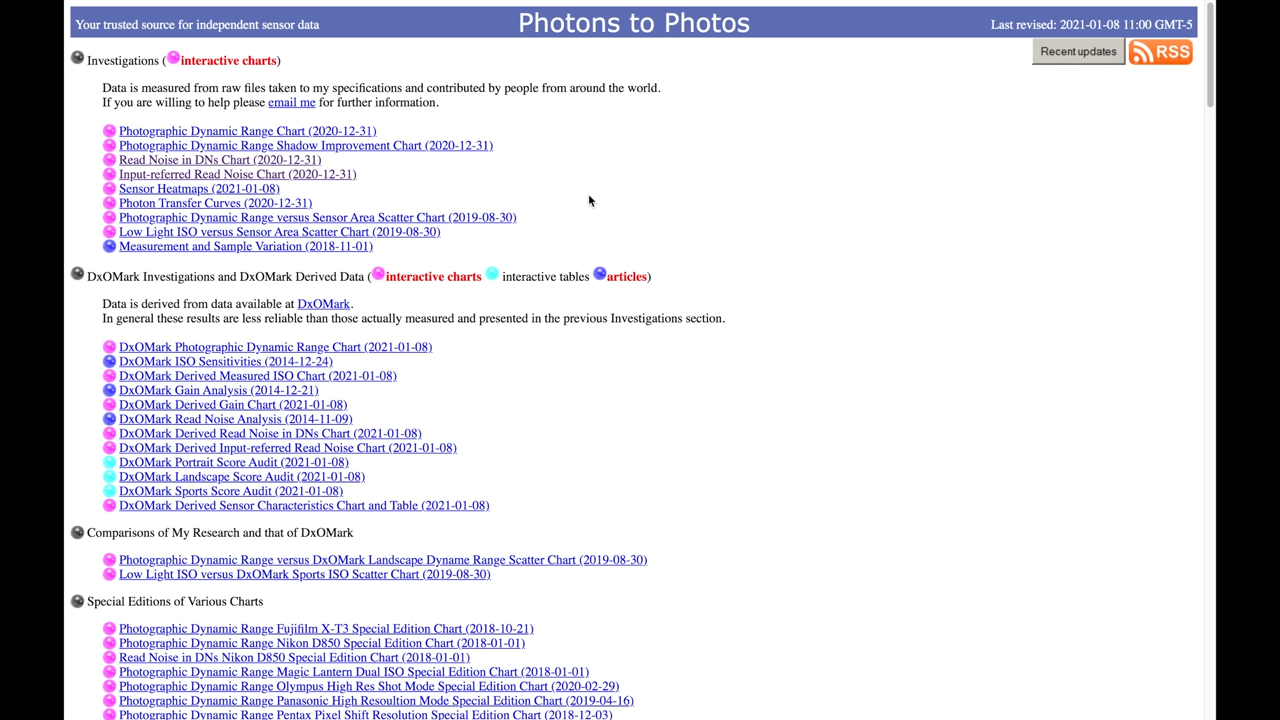 Your trusted source for independent sensor data
Photons to Photos
Last revised: 2021-01-08 11:00 GMT-5
Recent updates
RSS
Investigations (interactive charts)
Data is measured from raw files taken to my specifications and contributed by people from around the world.
If you are willing to help please email me for further information.
Photographic Dynamic Range Chart (2020-12-31)
Photographic Dynamic Range Shadow Improvement Chart (2020-12-31)
Read Noise in DNs Chart (2020-12-31)
Input-referred Read Noise Chart (2020-12-31)
Sensor Heatmaps (2021-01-08)
Photon Transfer Curves (2020-12-31)
Photographic Dynamic Range versus Sensor Area Scatter Chart (2019-08-30)
Low Light ISO versus Sensor Area Scatter Chart (2019-08-30)
Measurement and Sample Variation (2018-11-01)
DxOMark Investigations and DxOMark Derived Data (interactive charts interactive tables articles)
Data is derived from data available at DxOMark.
In general these results are less reliable than those actually measured and presented in the previous Investigations section.
DxOMark Photographic Dynamic Range Chart (2021-01-08)
DxOMark ISO Sensitivities (2014-12-24)
DxOMark Derived Measured ISO Chart (2021-01-08)
DxOMark Gain Analysis (2014-12-21)
DxOMark Derived Gain Chart (2021-01-08)
DxOMark Read Noise Analysis (2014-11-09)
DxOMark Derived Read Noise in DNs Chart (2021-01-08)
DxOMark Derived Input-referred Read Noise Chart (2021-01-08)
DxOMark Portrait Score Audit (2021-01-08)
DxOMark Landscape Score Audit (2021-01-08)
DxOMark Sports Score Audit (2021-01-08)
DxOMark Derived Sensor Characteristics Chart and Table (2021-01-08)
Comparisons of My Research and that of DxOMark
Photographic Dynamic Range versus DxOMark Landscape Dyname Range Scatter Chart (2019-08-30)
Low Light ISO versus DxOMark Sports ISO Scatter Chart (2019-08-30)
Special Editions of Various Charts
Photographic Dynamic Range Fujifilm X-T3 Special Edition Chart (2018-10-21)
Photographic Dynamic Range Nikon D850 Special Edition Chart (2018-01-01)
Read Noise in DNs Nikon D850 Special Edition Chart (2018-01-01)
Photographic Dynamic Range Magic Lantern Dual ISO Special Edition Chart (2018-01-01)
Photographic Dynamic Range Olympus High Res Shot Mode Special Edition Chart (2020-02-29)
Photographic Dynamic Range Panasonic High Resoultion Mode Special Edition Chart (2019-04-16)
Photographic Dynamic Range Pentax Pixel Shift Resolution Special Edition Chart (2018-12-03)